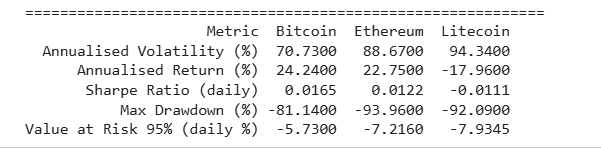 ==============================================================
Metric Bitcoin Ethereum Litecoin
Annualised Volatility (%) 70.7300 88.6700 94.3400
Annualised Return (%) 24.2400 22.7500 -17.9600
Sharpe Ratio (daily) 0.0165 0.0122 -0.0111
Max Drawdown (%) -81.1400 -93.9600 -92.0900
Value at Risk 95% (daily %) -5.7300 -7.2160 -7.9345